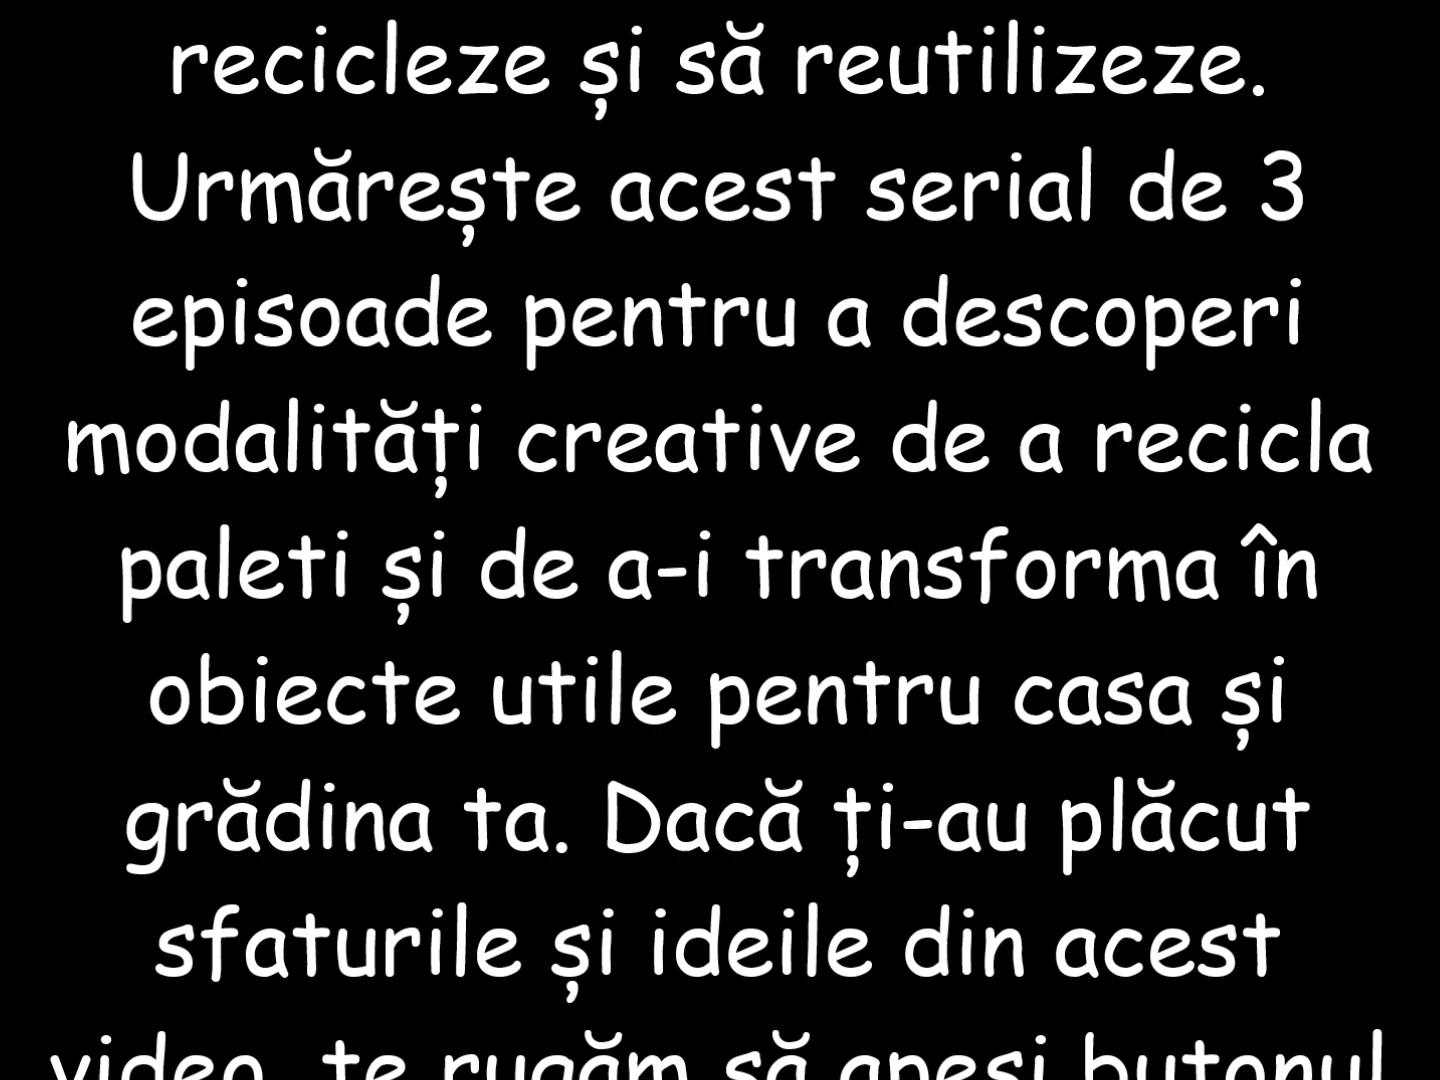 recicleze și să reutilizeze.
Urmărește acest serial de 3
episoade pentru a descoperi
modalități creative de a recicla
paleti și de a-i transforma în
obiecte utile pentru casa și
grădina ta. Dacă ți-au plăcut
sfaturile și ideile din acest
video, te rugăm să apesi butonul